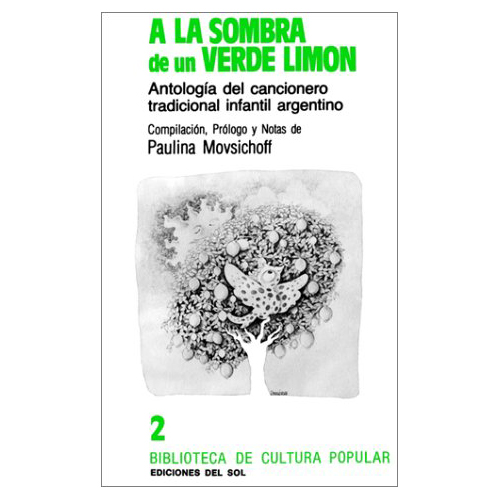 A LA SOMBRA
de un VERDE LIMON
Antología del cancionero
tradicional infantil argentino
Compilación, Prólogo y Notas de
Paulina Movsichoff
2
BIBLIOTECA DE CULTURA POPULAR
EDICIONES DEL SOL